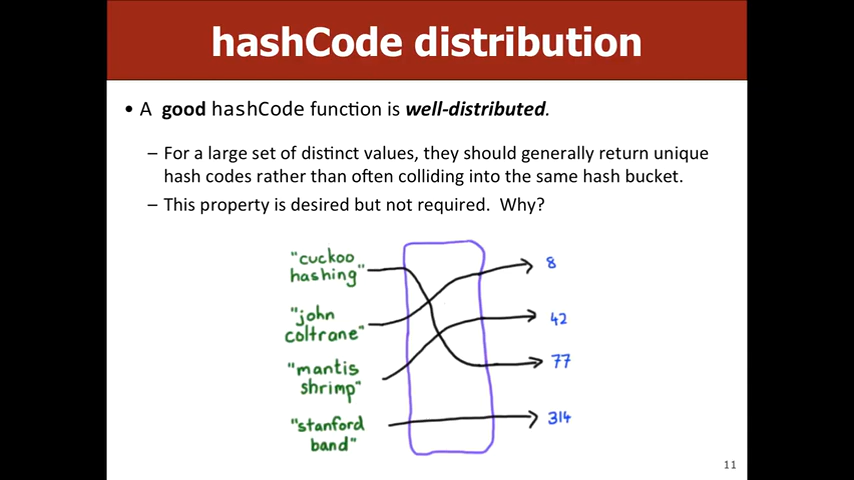 hashCode distribution
• A good hashCode function is well-distributed.
– For a large set of distinct values, they should generally return unique
hash codes rather than often colliding into the same hash bucket.
– This property is desired but not required. Why?
"cuckoo
hashing"
8
"john
coltrane"
42
"mantis
shrimp"
77
"stanford
band"
314
11